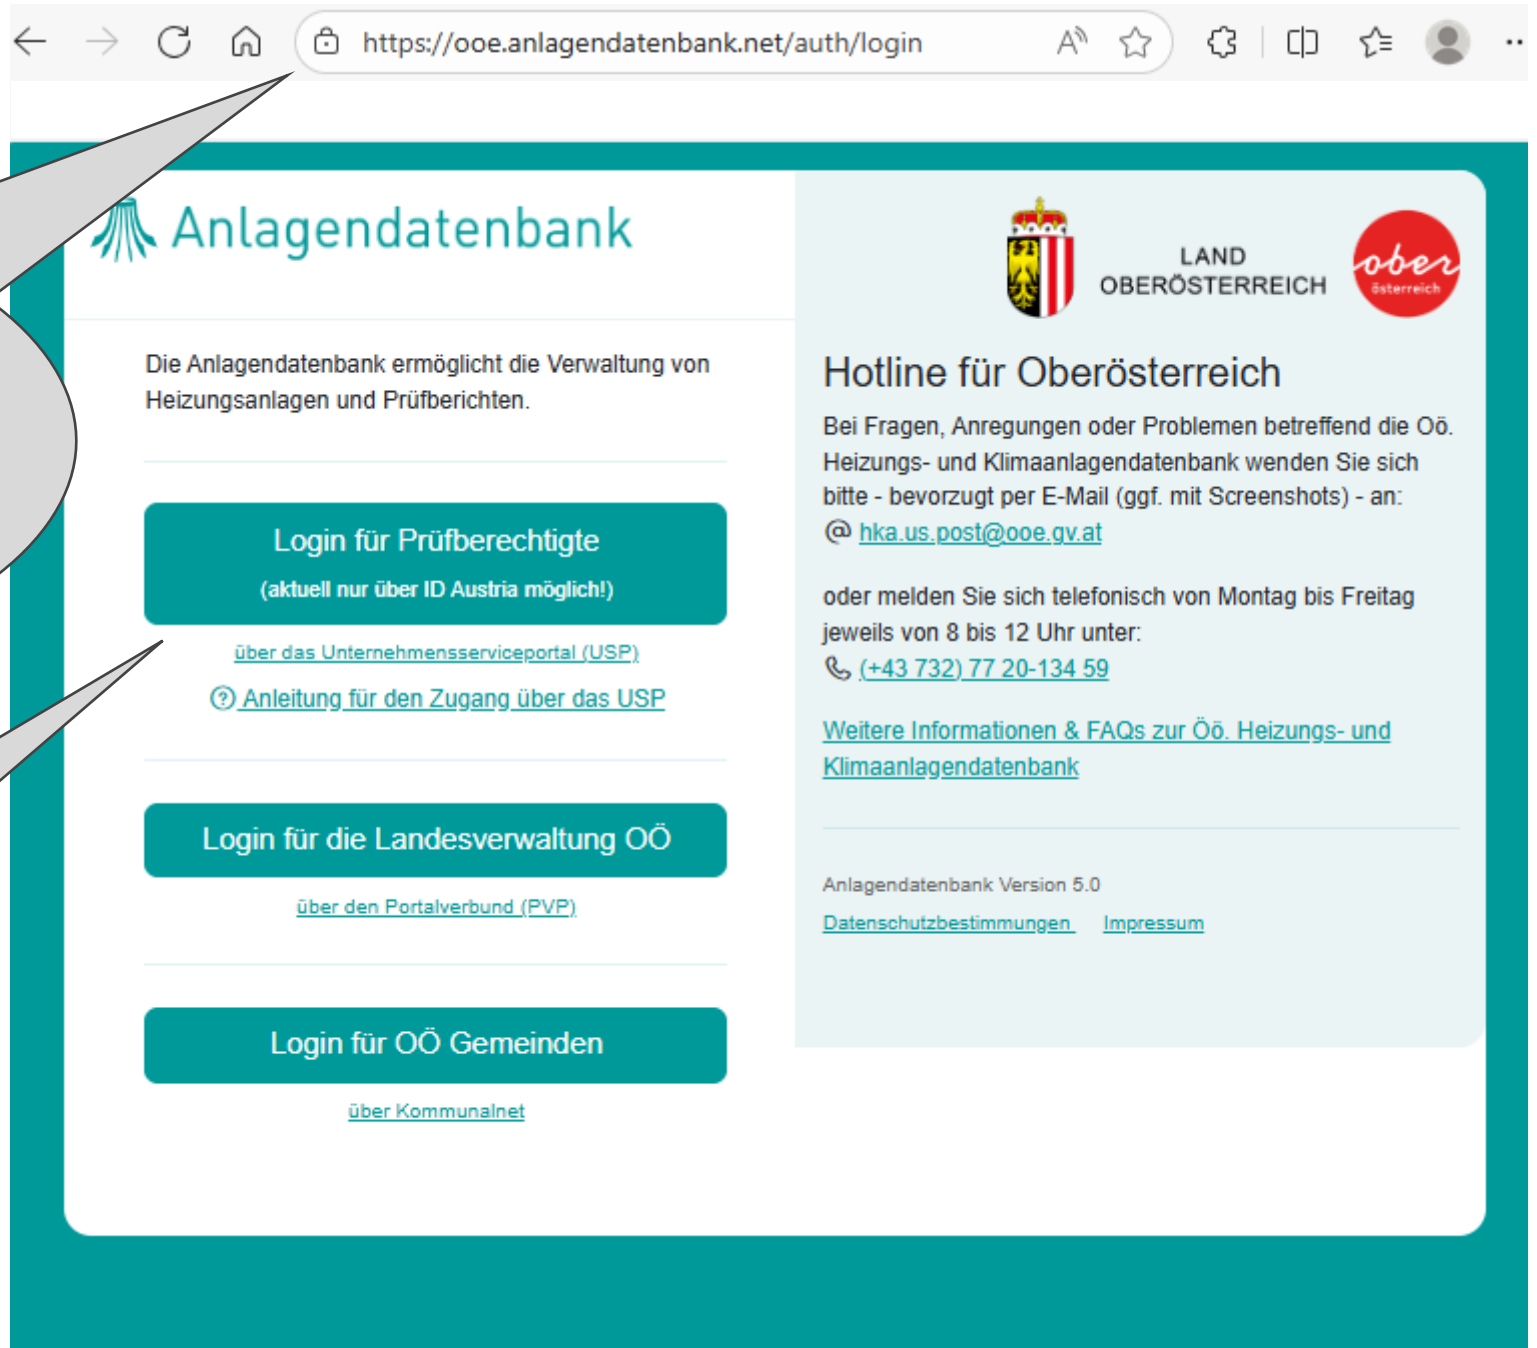 https://ooe.anlagendatenbank.net/auth/login
Anlagendatenbank
Die Anlagendatenbank ermöglicht die Verwaltung von
Heizungsanlagen und Prüfberichten.
Login für Prüfberechtigte
(aktuell nur über ID Austria möglich!)
über das Unternehmensserviceportal (USP)
Anleitung für den Zugang über das USP
Login für die Landesverwaltung OÖ
über den Portalverbund (PVP)
Login für OÖ Gemeinden
über Kommunalnet
LAND
OBERÖSTERREICH
ober
österreich
Hotline für Oberösterreich
Bei Fragen, Anregungen oder Problemen betreffend die Oö.
Heizungs- und Klimaanlagendatenbank wenden Sie sich
bitte - bevorzugt per E-Mail (ggf. mit Screenshots) - an:
@ hka.us.post@ooe.gv.at
oder melden Sie sich telefonisch von Montag bis Freitag
jeweils von 8 bis 12 Uhr unter:
(+43 732) 77 20-134 59
Weitere Informationen & FAQs zur Öö. Heizungs- und
Klimaanlagendatenbank
Anlagendatenbank Version 5.0
Datenschutzbestimmungen Impressum